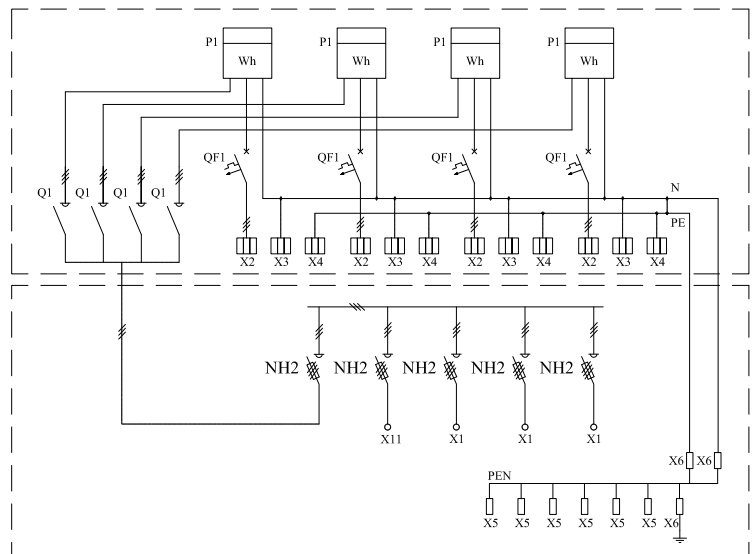 P1 P1 P1 P1
Wh Wh Wh Wh
QF1 QF1 QF1 QF1
Q1 Q1 Q1 Q1
N
PE
X2 X3 X4 X2 X3 X4 X2 X3 X4 X2 X3 X4
NH2 NH2 NH2 NH2 NH2
X11 X1 X1 X1
X6 X6
PEN
X5 X5 X5 X5 X5 X5 X6